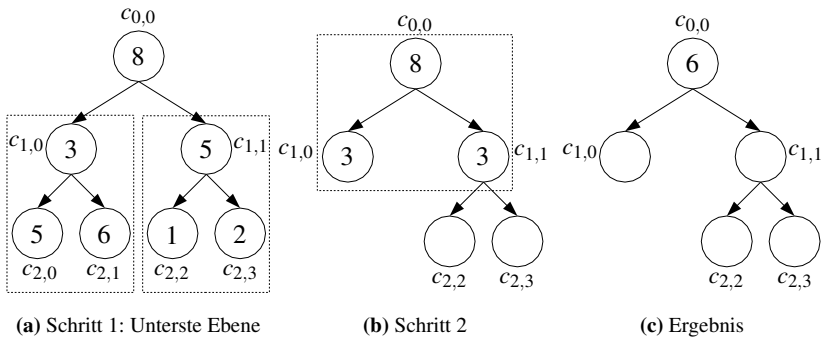 c0,0
8
c1,0
3
5
c1,1
5
6
1
2
c2,0
c2,1
c2,2
c2,3
(a) Schritt 1: Unterste Ebene
c0,0
8
c1,0
3
3
c1,1
c2,2
c2,3
(b) Schritt 2
c0,0
6
c1,0
c1,1
c2,2
c2,3
(c) Ergebnis